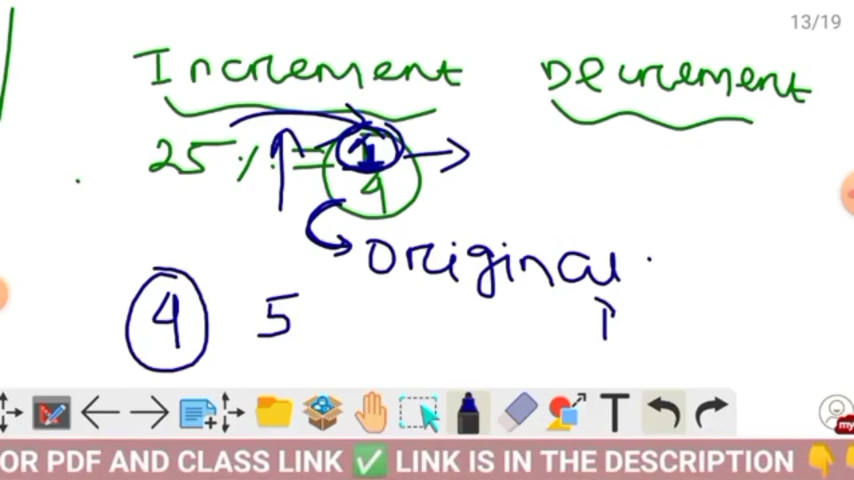 13/19
Increment Decrement
25% = 1/4
Original
4 5
T
OR PDF AND CLASS LINK ✅ LINK IS IN THE DESCRIPTION 👇
my